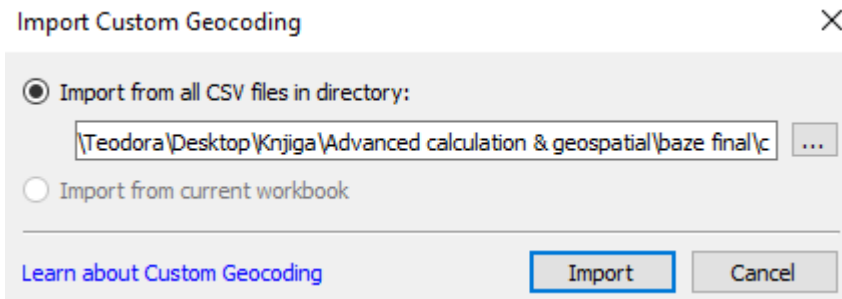 Import Custom Geocoding
Import from all CSV files in directory:
\Teodora\Desktop\Knjiga\Advanced calculation & geospatial\baze final\c
...
Import from current workbook
Learn about Custom Geocoding
Import
Cancel